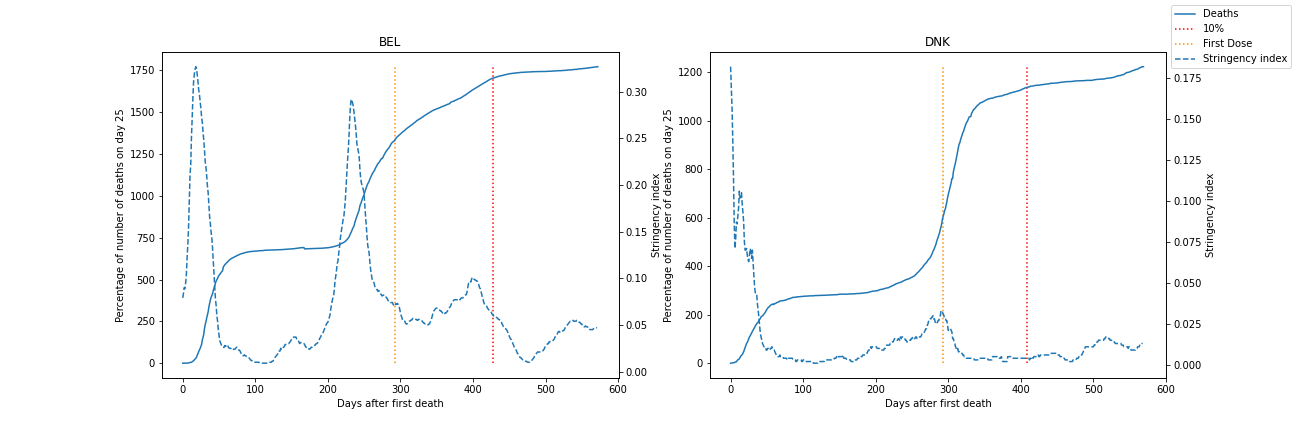 BEL
Percentage of number of deaths on day 25
1750
1500
1250
1000
750
500
250
0
0.30
0.25
0.20
0.15
0.10
0.05
0.00
Stringency index
0 100 200 300 400 500 600
Days after first death
DNK
Percentage of number of deaths on day 25
1200
1000
800
600
400
200
0
0.175
0.150
0.125
0.100
0.075
0.050
0.025
0.000
Stringency index
0 100 200 300 400 500 600
Days after first death
Deaths
10%
First Dose
Stringency index